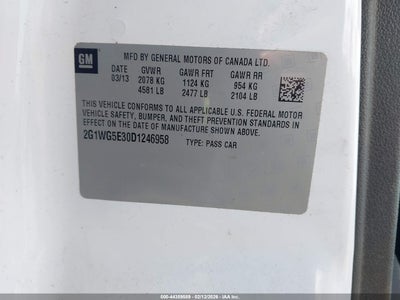 GM
MFD BY GENERAL MOTORS OF CANADA LTD.
DATE GVWR GAWR FRT GAWR RR
03/13 2078 KG 1124 KG 954 KG
4581 LB 2477 LB 2104 LB
THIS VEHICLE CONFORMS TO ALL APPLICABLE U.S. FEDERAL MOTOR
VEHICLE SAFETY, BUMPER, AND THEFT PREVENTION STANDARDS IN
EFFECT ON THE DATE OF MANUFACTURE SHOWN ABOVE.
2G1WG5E30D1246958 TYPE: PASS CAR